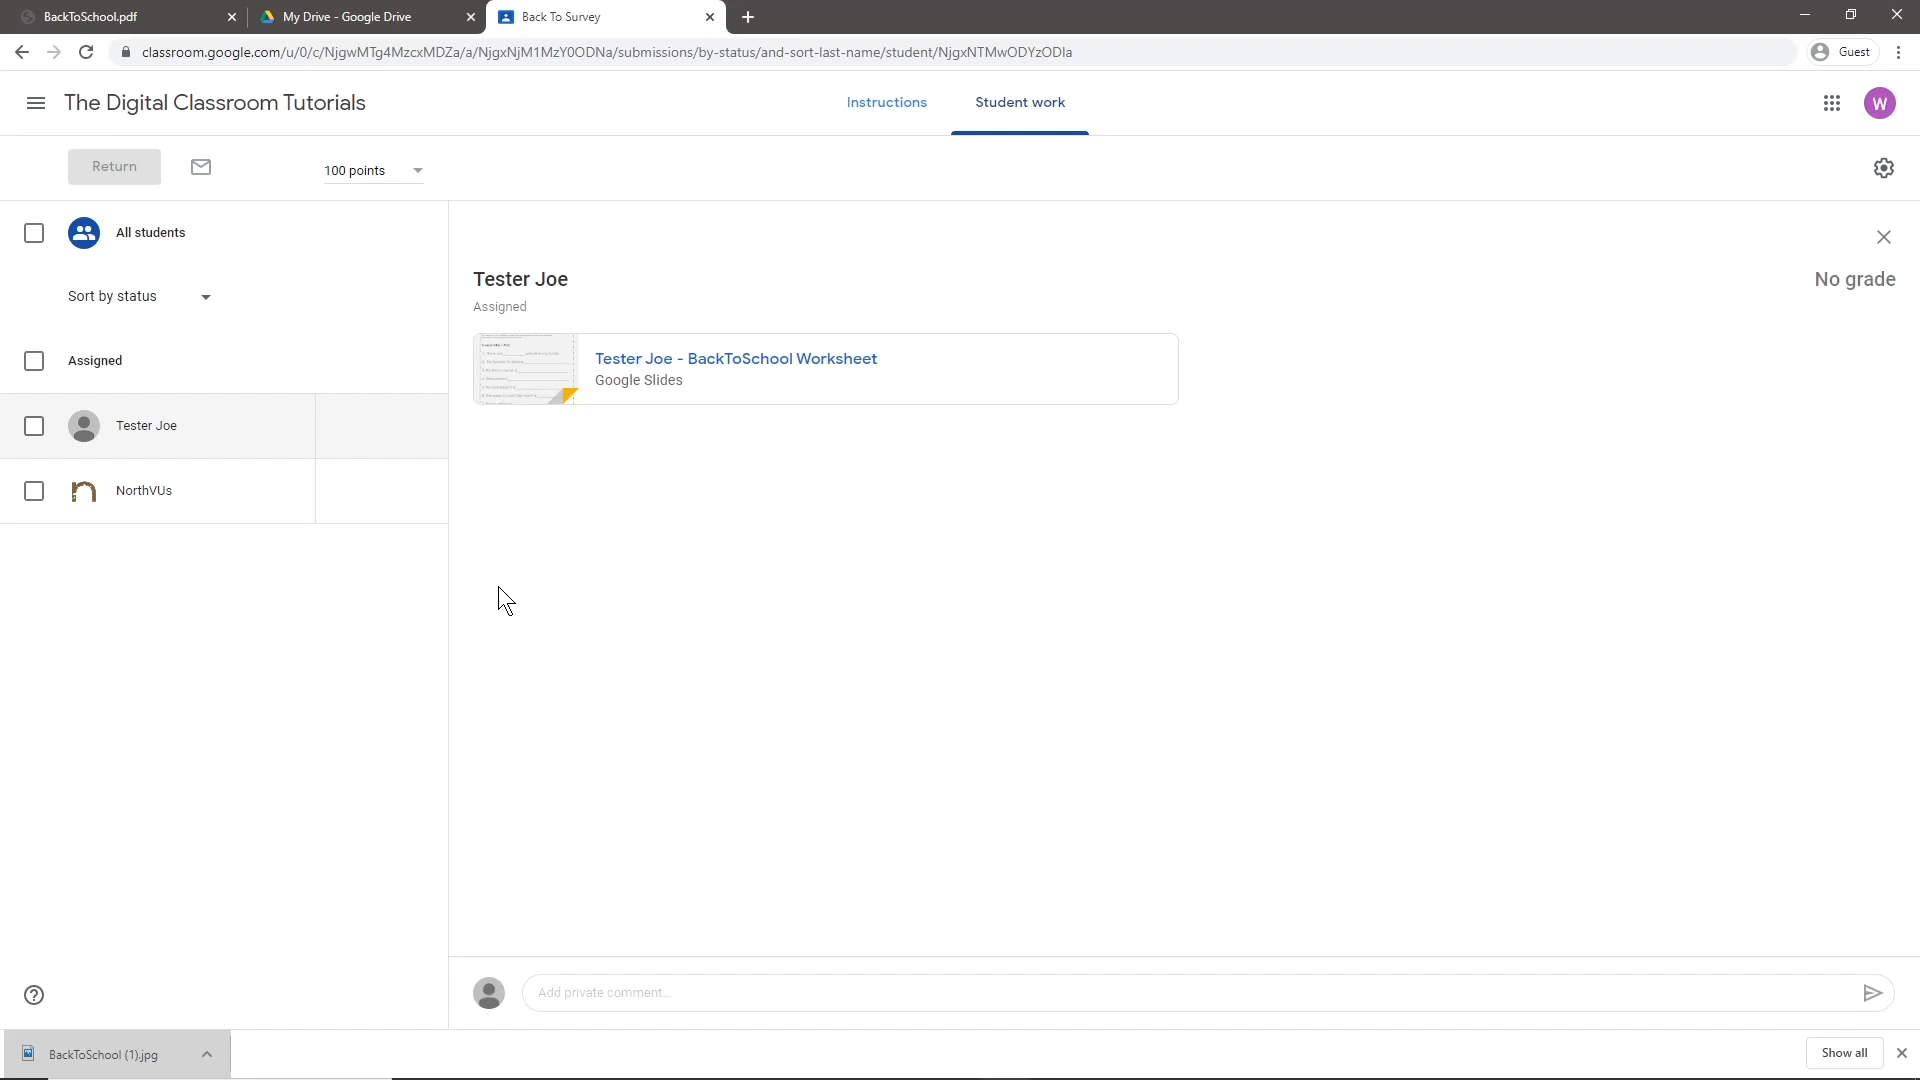 BackToSchool.pdf
My Drive - Google Drive
Back To Survey
classroom.google.com/u/0/c/NjgwMTg4MzcxMDZa/a/NjgxNjM1MzY0ODNa/submissions/by-status/and-sort-last-name/student/NjgxNTMwODYzODla
Guest
The Digital Classroom Tutorials
Instructions
Student work
W
Return
100 points
All students
Sort by status
Assigned
Tester Joe
NorthVUs
Tester Joe
No grade
Assigned
Tester Joe - BackToSchool Worksheet
Google Slides
Add private comment...
BackToSchool (1).jpg
Show all